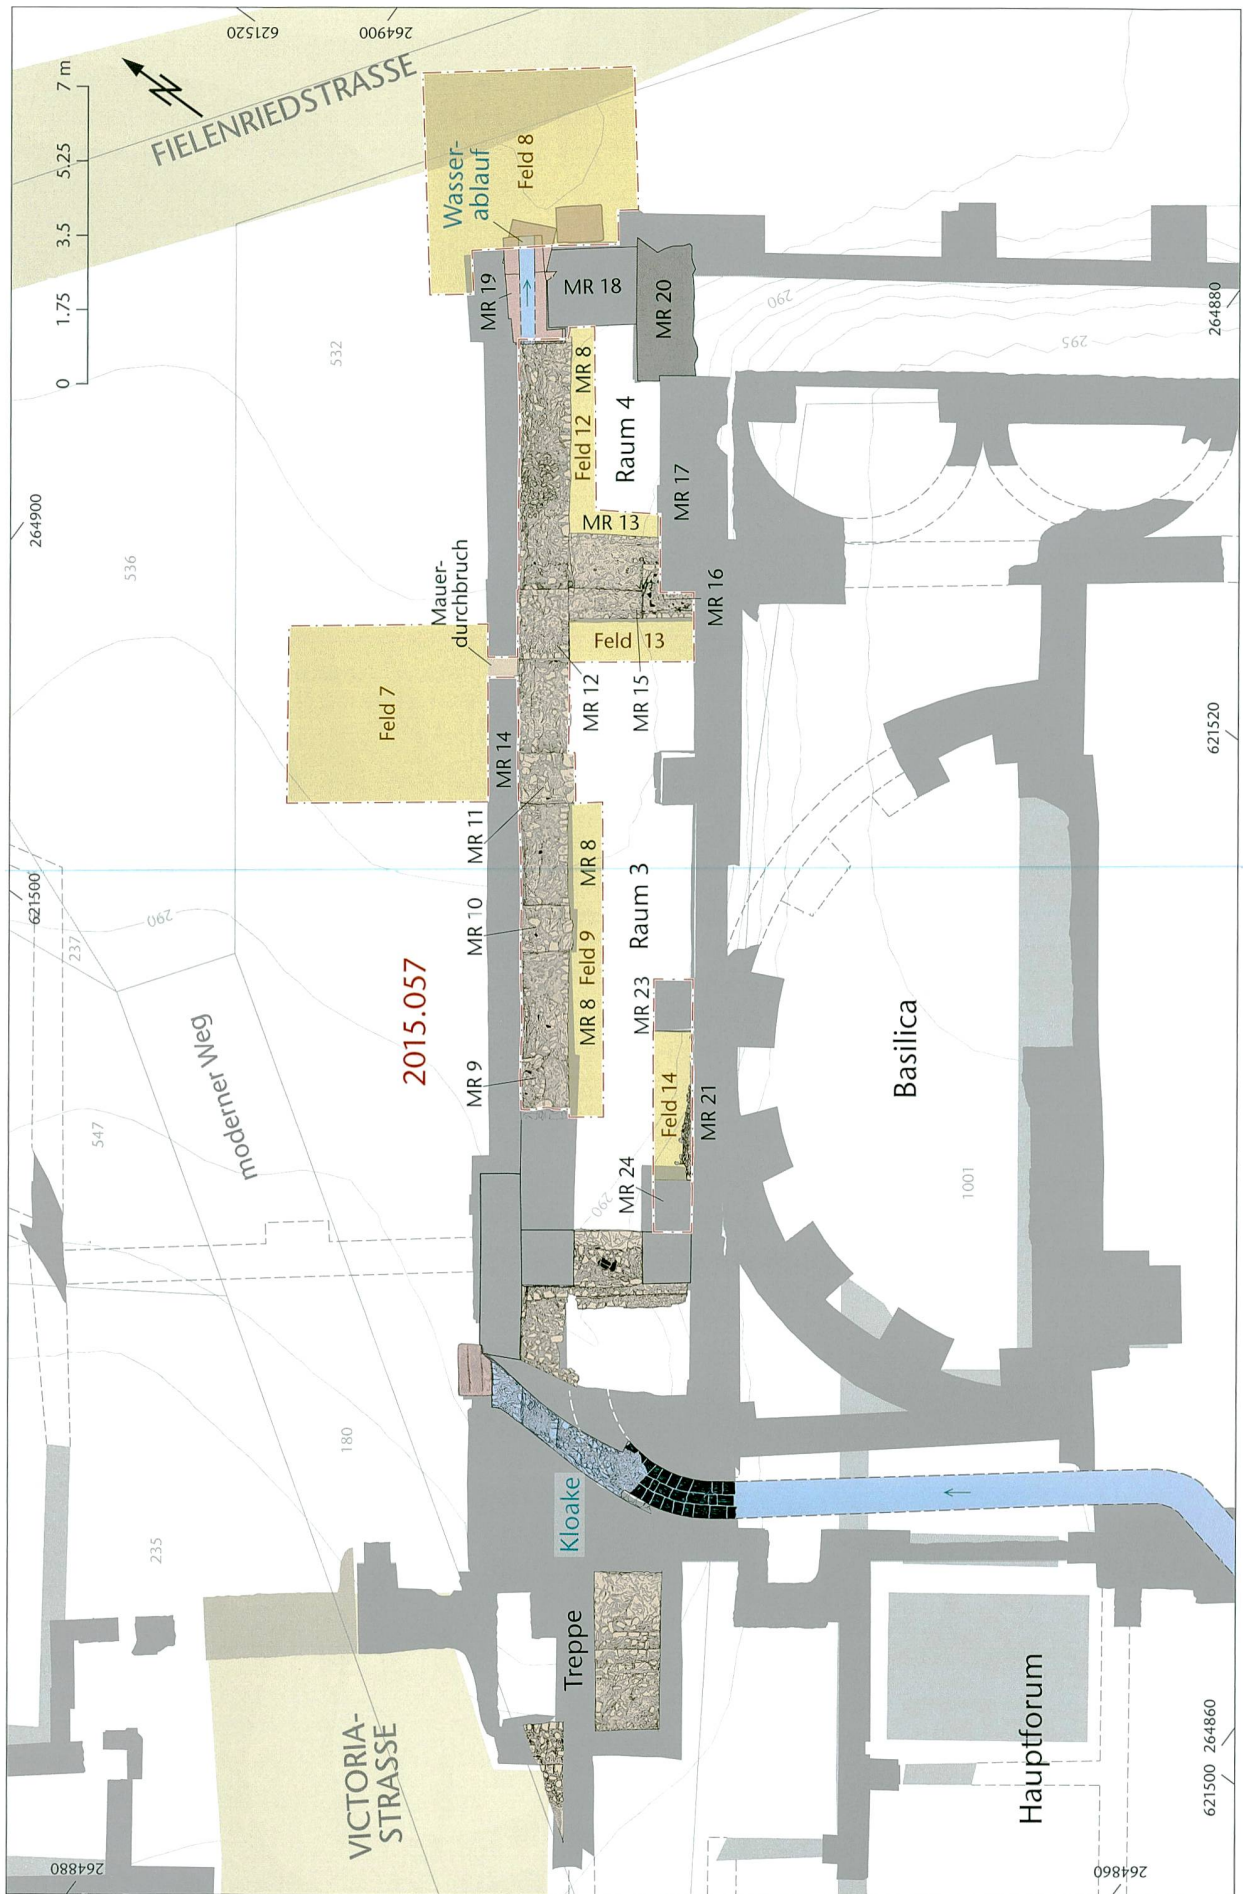 621520
264900
7 m
5.25
3.5
1.75
0
N
FIELENRIEDSTRASSE
Wasser-
ablauf
Feld 8
MR 19
MR 18
MR 20
290
295
264880
532
MR 8
Feld 12
Raum 4
MR 13
MR 17
264900
536
Mauer-
durchbruch
Feld 7
MR 14
Feld 13
MR 12
MR 15
MR 16
621520
MR 11
MR 8
621500
237
290
MR 10
Feld 9
Raum 3
2015.057
moderner Weg
MR 8
MR 23
MR 9
Feld 14
MR 21
Basilica
547
MR 24
290
1001
180
Kloake
235
Treppe
VICTORIA-
STRASSE
Hauptforum
264880
264860
621500
264860